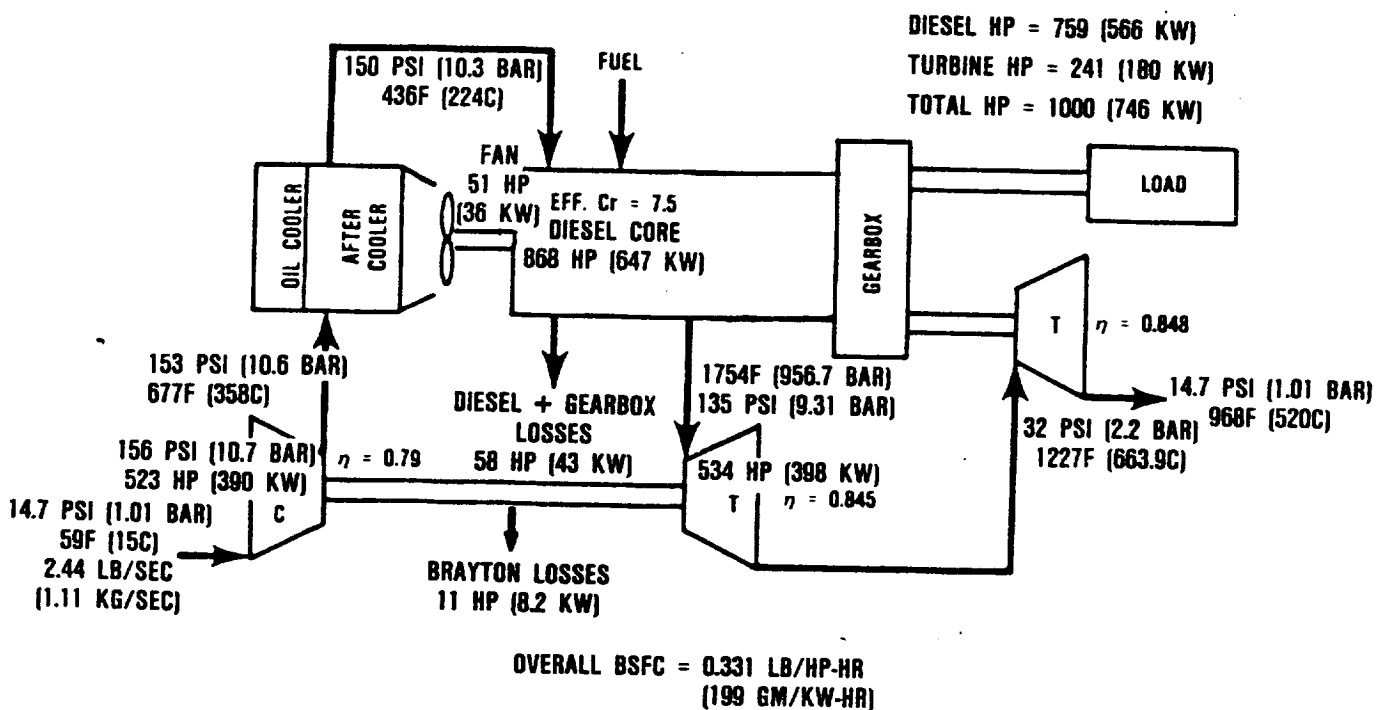 DIESEL HP = 759 (566 KW)
TURBINE HP = 241 (180 KW)
TOTAL HP = 1000 (746 KW)
150 PSI (10.3 BAR)
436F (224C)
FUEL
FAN
51 HP
(36 KW)
EFF. Cr = 7.5
DIESEL CORE
868 HP (647 KW)
OIL COOLER
AFTER
COOLER
GEARBOX
LOAD
T
η = 0.848
153 PSI (10.6 BAR)
677F (358C)
DIESEL + GEARBOX
LOSSES
58 HP (43 KW)
1754F (956.7 BAR)
135 PSI (9.31 BAR)
14.7 PSI (1.01 BAR)
968F (520C)
32 PSI (2.2 BAR)
1227F (663.9C)
156 PSI (10.7 BAR)
523 HP (390 KW)
η = 0.79
C
534 HP (398 KW)
T
η = 0.845
14.7 PSI (1.01 BAR)
59F (15C)
2.44 LB/SEC
(1.11 KG/SEC)
BRAYTON LOSSES
11 HP (8.2 KW)
OVERALL BSFC = 0.331 LB/HP-HR
(199 GM/KW-HR)